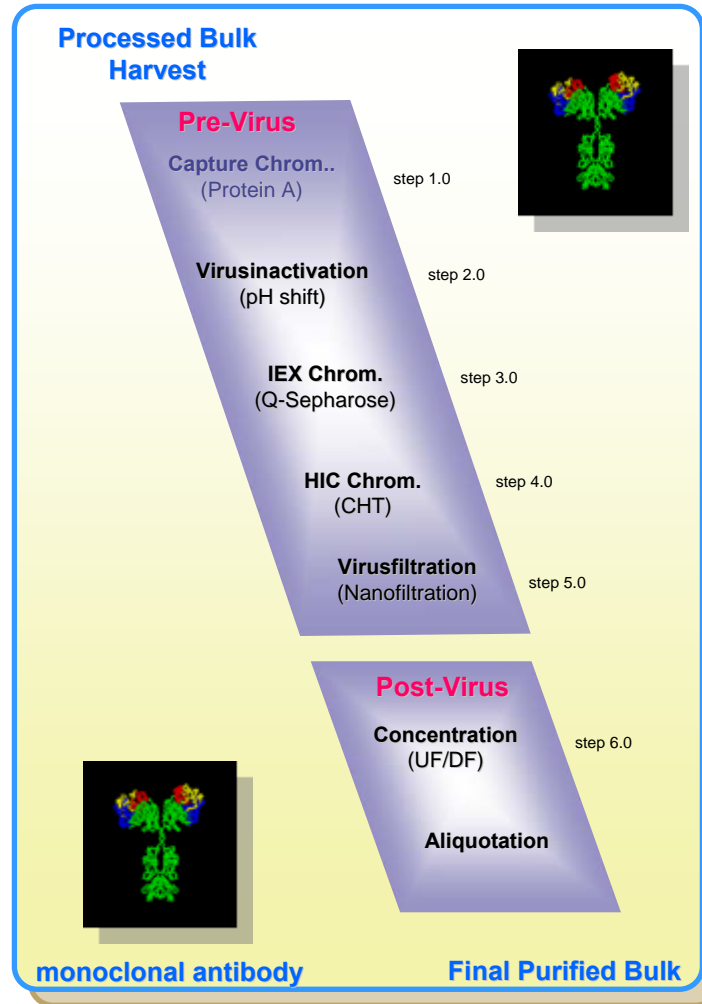 Processed Bulk
Harvest
Pre-Virus
Capture Chrom..
(Protein A)
step 1.0
Virusinactivation
(pH shift)
step 2.0
IEX Chrom.
(Q-Sepharose)
step 3.0
HIC Chrom.
(CHT)
step 4.0
Virusfiltration
(Nanofiltration)
step 5.0
Post-Virus
Concentration
(UF/DF)
step 6.0
Aliquotation
monoclonal antibody
Final Purified Bulk